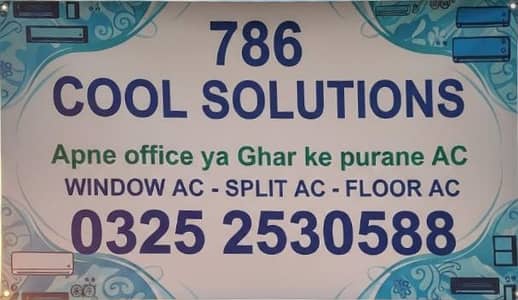 786
COOL SOLUTIONS
Apne office ya Ghar ke purane AC
WINDOW AC - SPLIT AC - FLOOR AC
0325 2530588